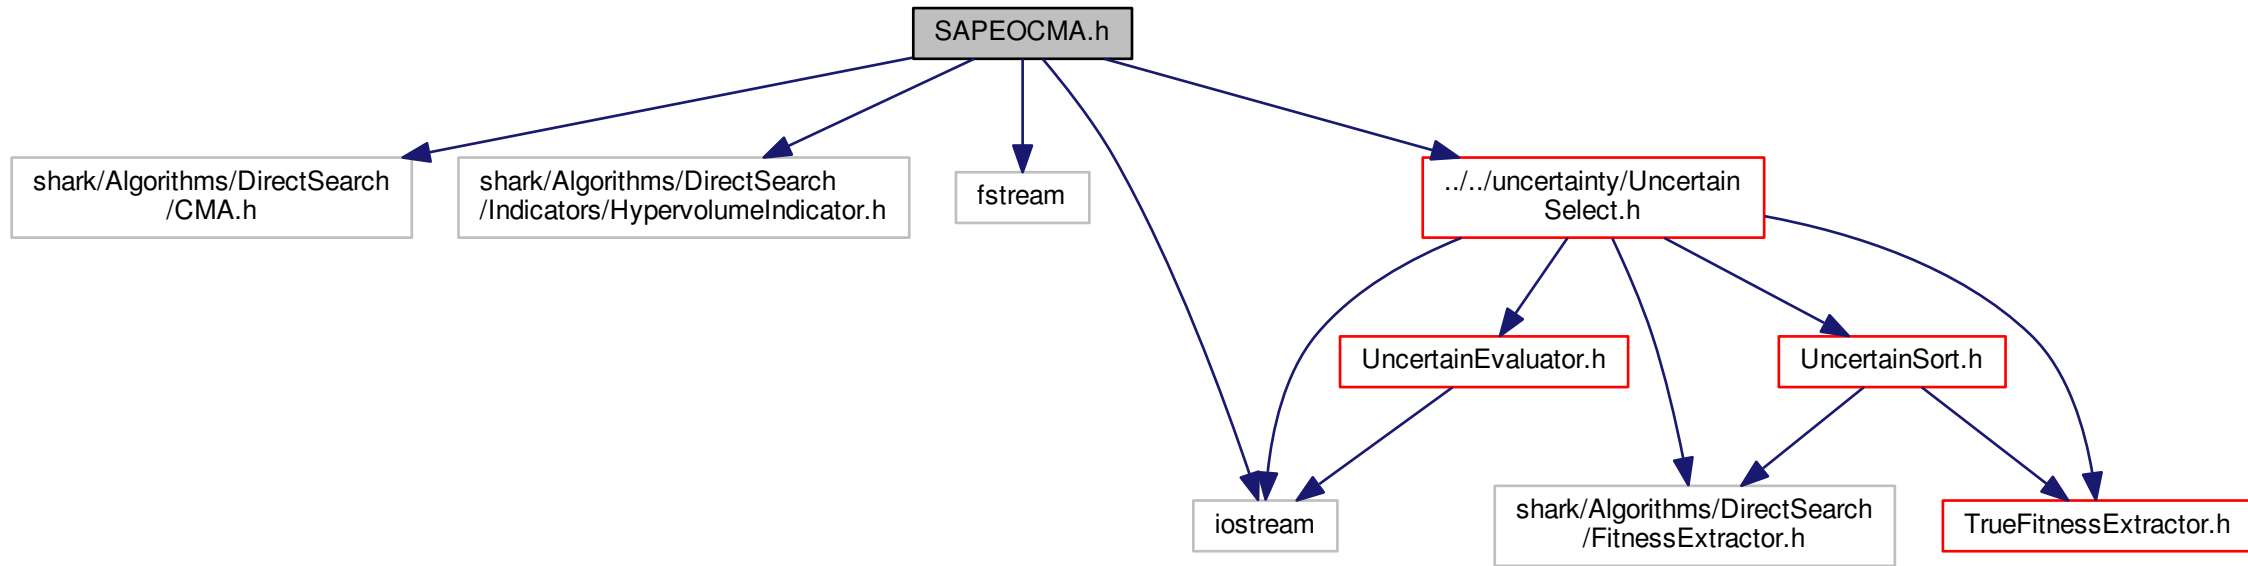 SAPEOCMA.h
shark/Algorithms/DirectSearch
/CMA.h
shark/Algorithms/DirectSearch
/Indicators/HypervolumeIndicator.h
fstream
../../uncertainty/Uncertain
Select.h
UncertainEvaluator.h
UncertainSort.h
iostream
shark/Algorithms/DirectSearch
/FitnessExtractor.h
TrueFitnessExtractor.h